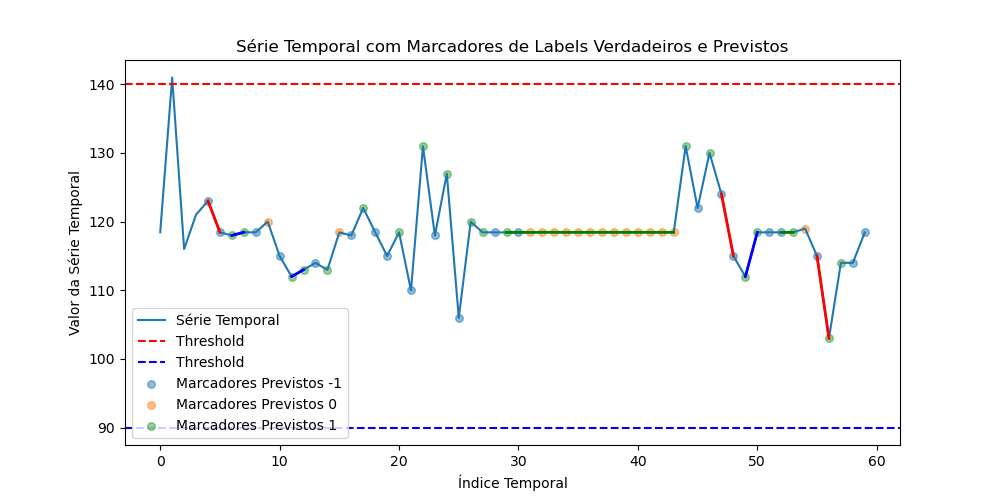 Série Temporal com Marcadores de Labels Verdadeiros e Previstos
Valor da Série Temporal
140
130
120
110
100
90
Série Temporal
Threshold
Threshold
Marcadores Previstos -1
Marcadores Previstos 0
Marcadores Previstos 1
0 10 20 30 40 50 60
Índice Temporal